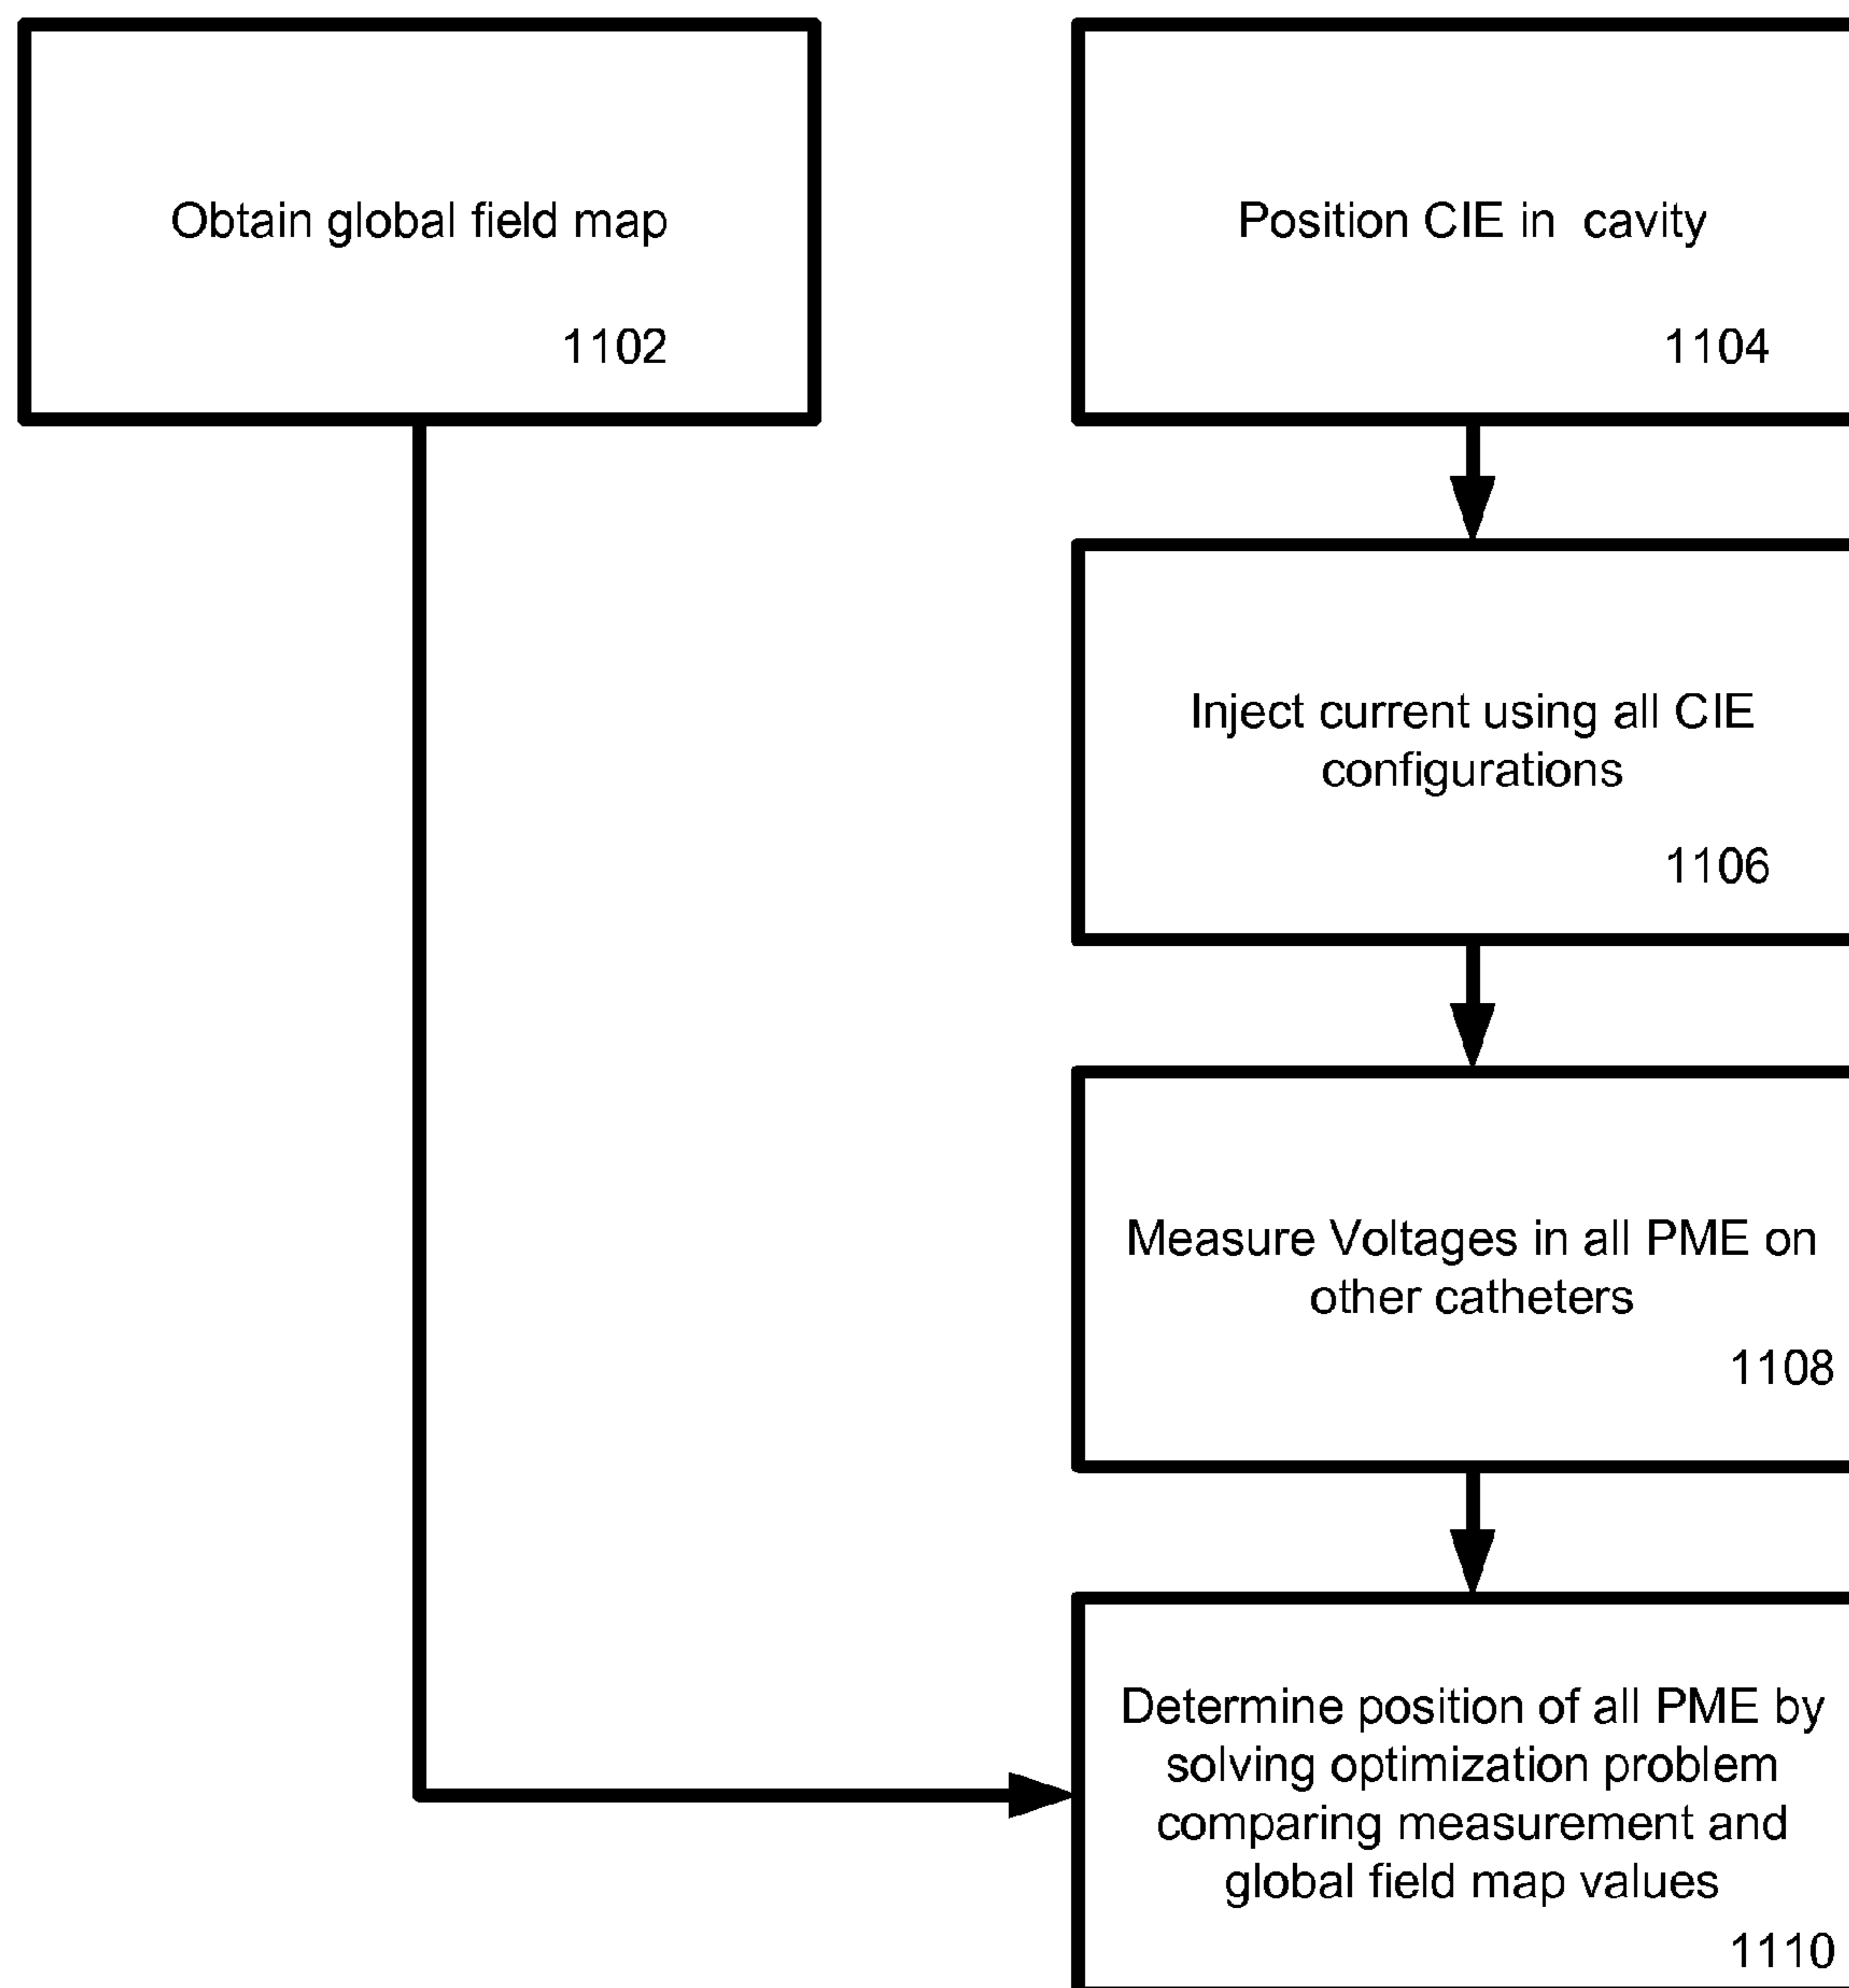 Obtain global field map
1102
Position CIE in cavity
1104
Inject current using all CIE
configurations
1106
Measure Voltages in all PME on
other catheters
1108
Determine position of all PME by
solving optimization problem
comparing measurement and
global field map values
1110